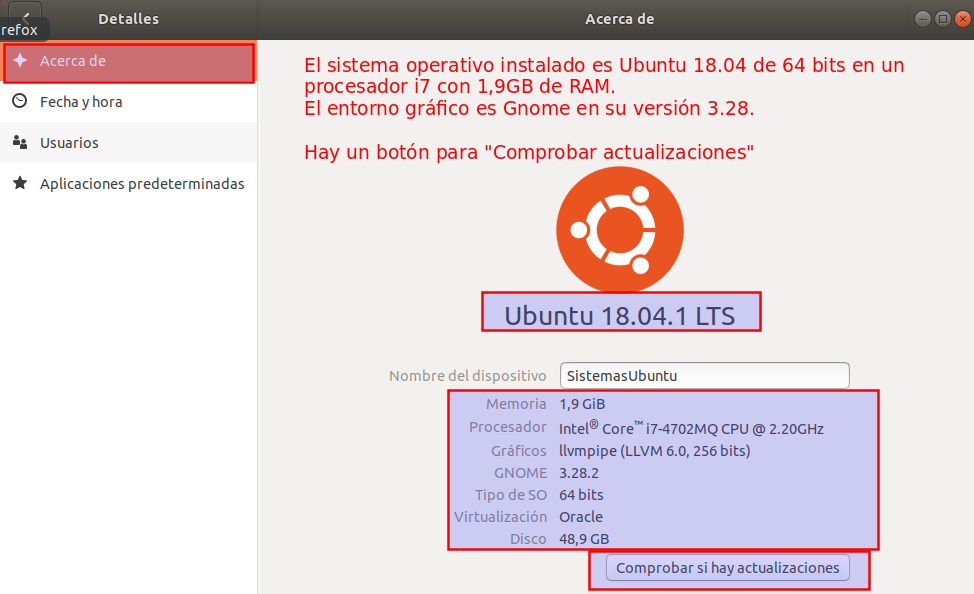 Detalles
Acerca de
refox
Acerca de
Fecha y hora
Usuarios
Aplicaciones predeterminadas
El sistema operativo instalado es Ubuntu 18.04 de 64 bits en un
procesador i7 con 1,9GB de RAM.
El entorno gráfico es Gnome en su versión 3.28.
Hay un botón para "Comprobar actualizaciones"
Ubuntu 18.04.1 LTS
Nombre del dispositivo SistemasUbuntu
Memoria 1,9 GiB
Procesador Intel® Core™ i7-4702MQ CPU @ 2.20GHz
Gráficos llvmpipe (LLVM 6.0, 256 bits)
GNOME 3.28.2
Tipo de SO 64 bits
Virtualización Oracle
Disco 48,9 GB
Comprobar si hay actualizaciones